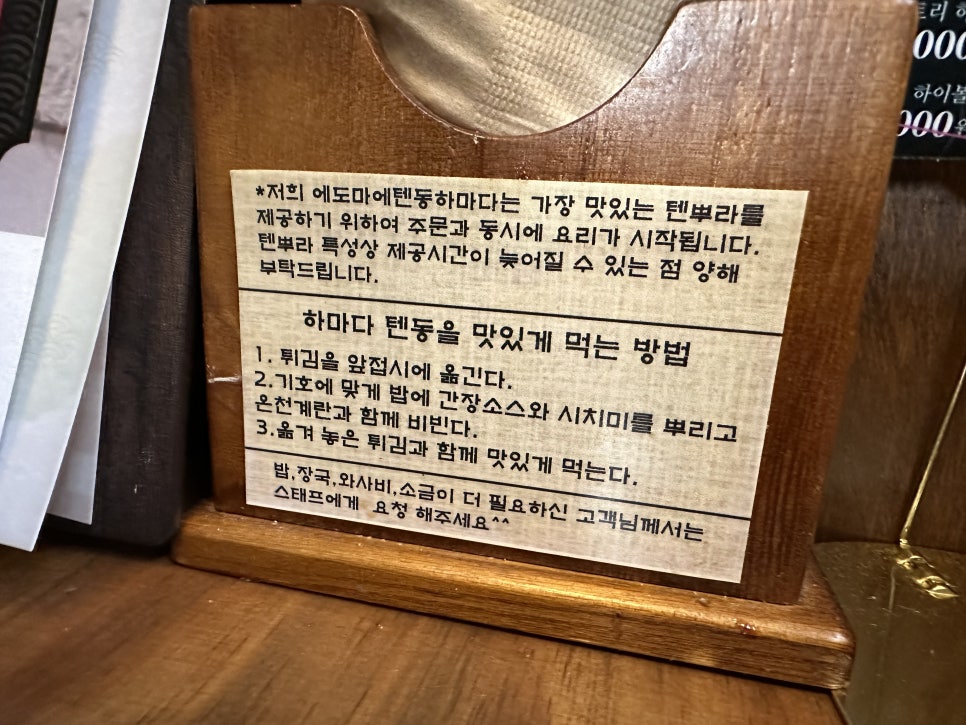 *저희 에도마에텐동하마다는 가장 맛있는 텐뿌라를
제공하기 위하여 주문과 동시에 요리가 시작됩니다.
텐뿌라 특성상 제공시간이 늦어질 수 있는 점 양해
부탁드립니다.
하마다 텐동을 맛있게 먹는 방법
1. 튀김을 앞접시에 옮긴다.
2.기호에 맞게 밥에 간장소스와 시치미를 뿌리고
온천계란과 함께 비빈다.
3.옮겨 놓은 튀김과 함께 맛있게 먹는다.
밥,장국,와사비,소금이 더 필요하신 고객님께서는
스태프에게 요청 해주세요^^
하이볼